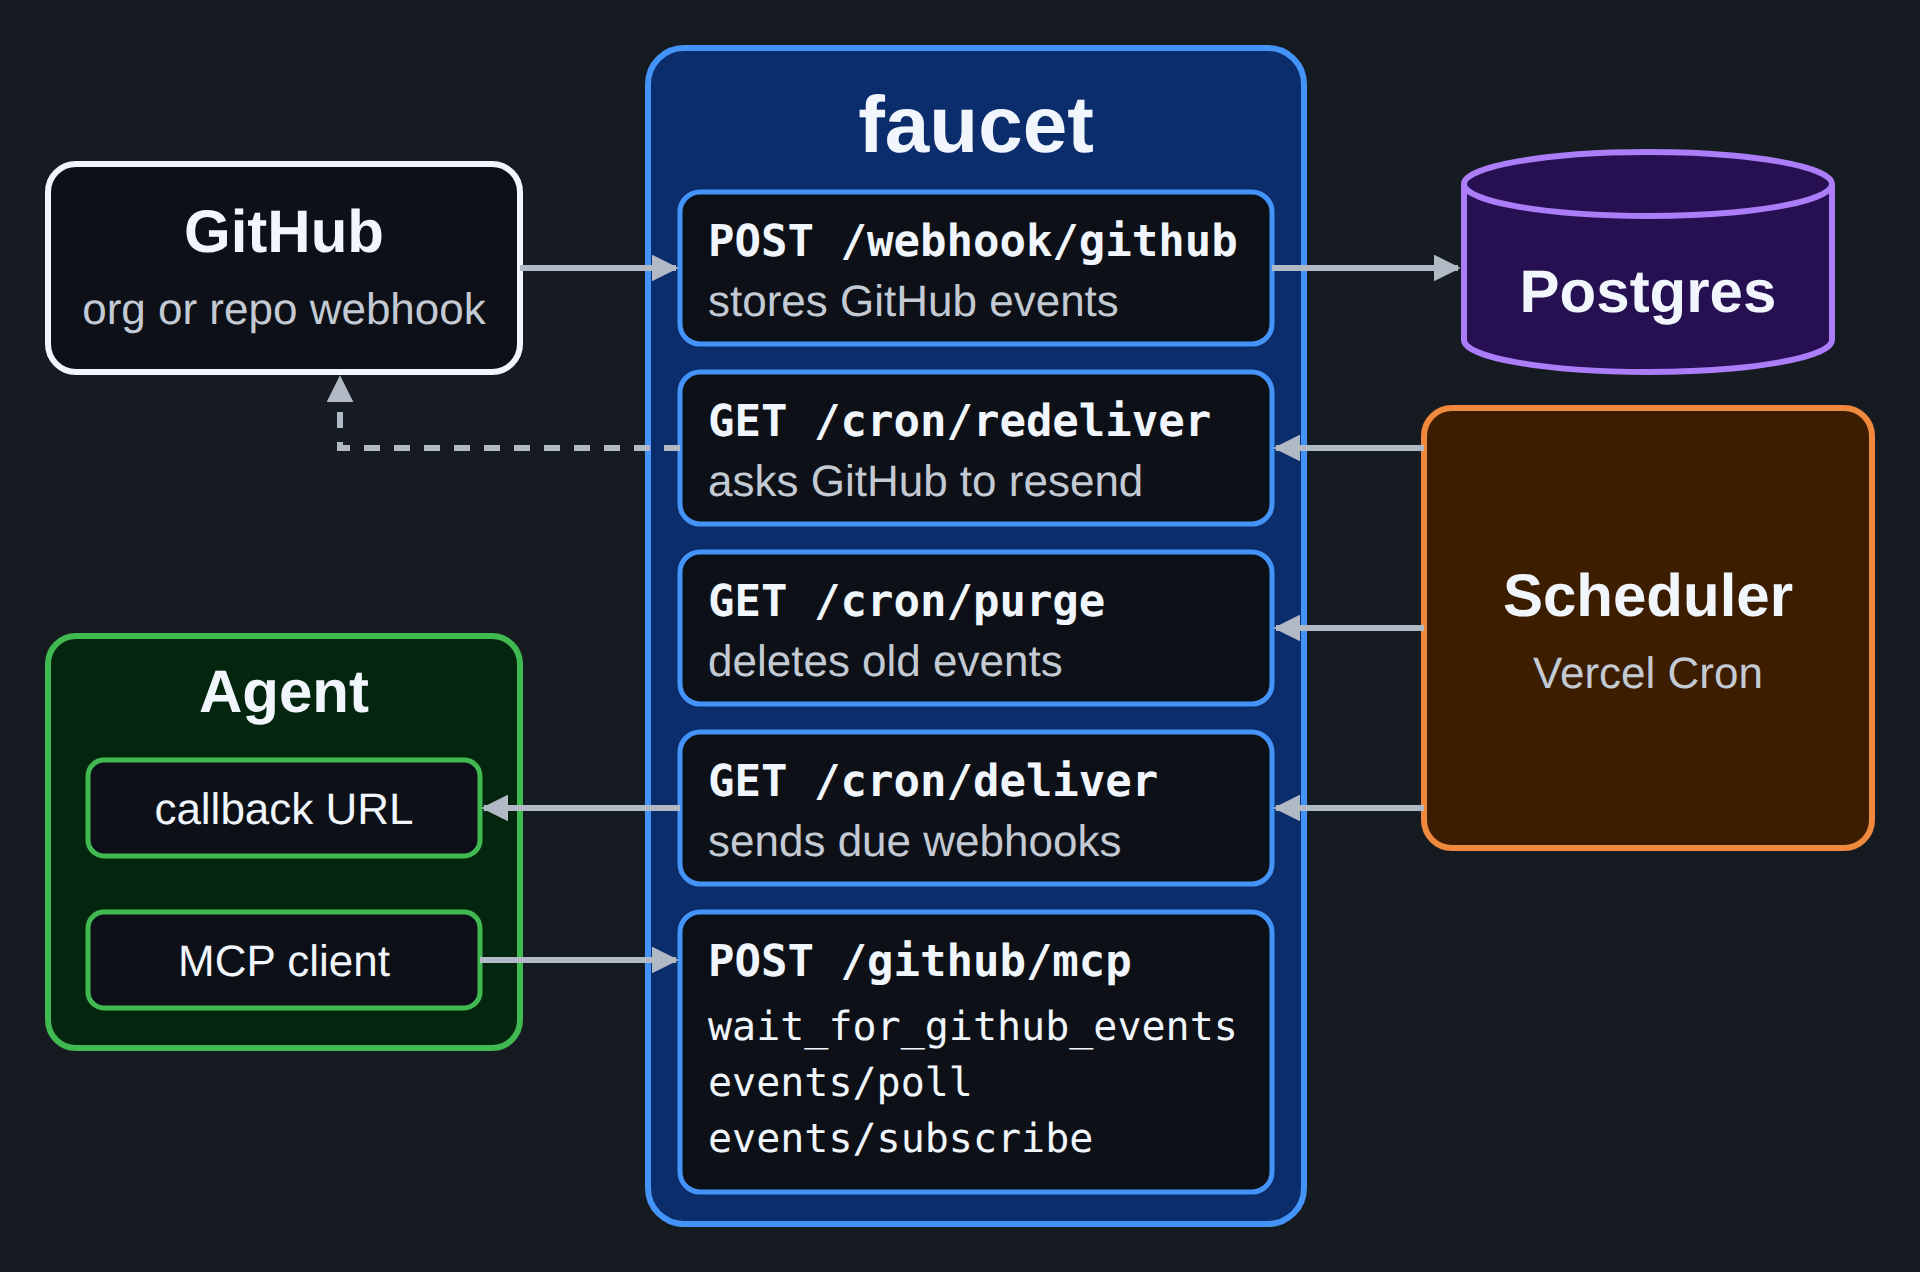 faucet
GitHub
org or repo webhook
POST /webhook/github
stores GitHub events
Postgres
GET /cron/redeliver
asks GitHub to resend
GET /cron/purge
deletes old events
Scheduler
Vercel Cron
Agent
callback URL
GET /cron/deliver
sends due webhooks
MCP client
POST /github/mcp
wait_for_github_events
events/poll
events/subscribe